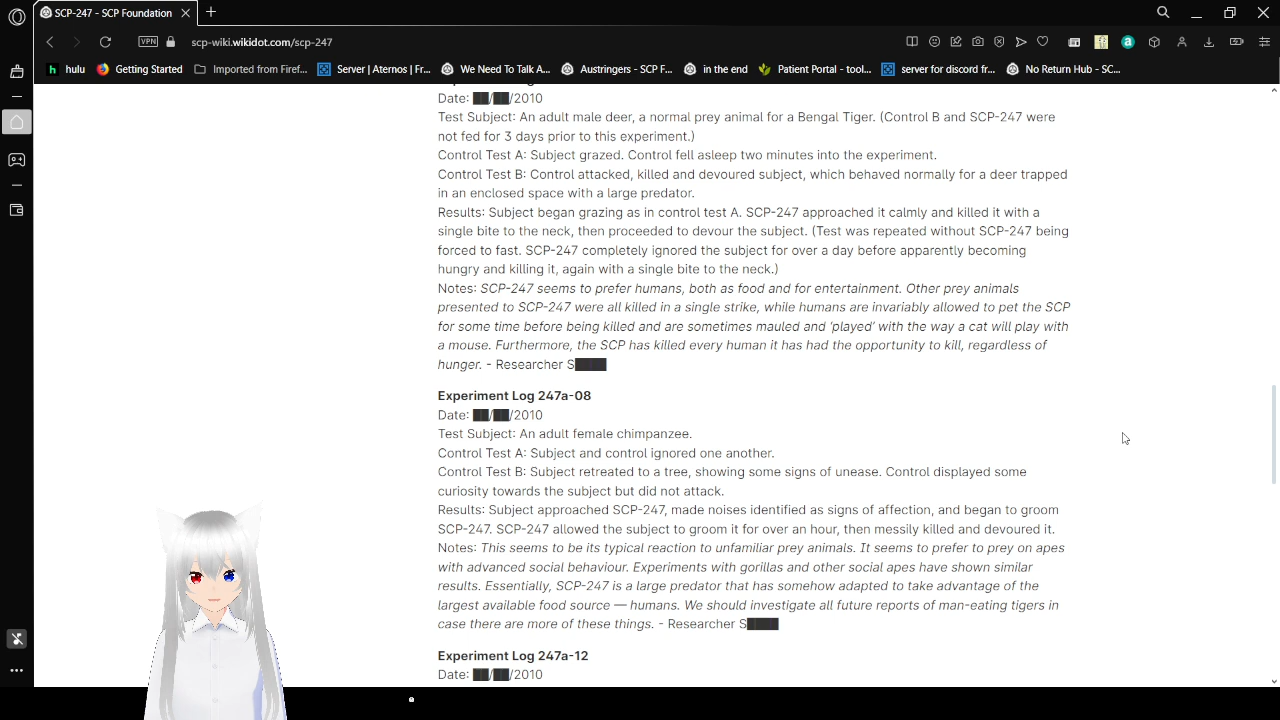 SCP-247 - SCP Foundation
VPN
scp-wiki.wikidot.com/scp-247
hulu
Getting Started
Imported from Firef...
Server | Aternos | Fr...
We Need To Talk A...
Austringers - SCP F...
in the end
Patient Portal - tool...
server for discord fr...
No Return Hub - SC...
Date: ██/██/2010
Test Subject: An adult male deer, a normal prey animal for a Bengal Tiger. (Control B and SCP-247 were
not fed for 3 days prior to this experiment.)
Control Test A: Subject grazed. Control fell asleep two minutes into the experiment.
Control Test B: Control attacked, killed and devoured subject, which behaved normally for a deer trapped
in an enclosed space with a large predator.
Results: Subject began grazing as in control test A. SCP-247 approached it calmly and killed it with a
single bite to the neck, then proceeded to devour the subject. (Test was repeated without SCP-247 being
forced to fast. SCP-247 completely ignored the subject for over a day before apparently becoming
hungry and killing it, again with a single bite to the neck.)
Notes: SCP-247 seems to prefer humans, both as food and for entertainment. Other prey animals
presented to SCP-247 were all killed in a single strike, while humans are invariably allowed to pet the SCP
for some time before being killed and are sometimes mauled and ‘played’ with the way a cat will play with
a mouse. Furthermore, the SCP has killed every human it has had the opportunity to kill, regardless of
hunger. - Researcher S████
Experiment Log 247a-08
Date: ██/██/2010
Test Subject: An adult female chimpanzee.
Control Test A: Subject and control ignored one another.
Control Test B: Subject retreated to a tree, showing some signs of unease. Control displayed some
curiosity towards the subject but did not attack.
Results: Subject approached SCP-247, made noises identified as signs of affection, and began to groom
SCP-247. SCP-247 allowed the subject to groom it for over an hour, then messily killed and devoured it.
Notes: This seems to be its typical reaction to unfamiliar prey animals. It seems to prefer to prey on apes
with advanced social behaviour. Experiments with gorillas and other social apes have shown similar
results. Essentially, SCP-247 is a large predator that has somehow adapted to take advantage of the
largest available food source — humans. We should investigate all future reports of man-eating tigers in
case there are more of these things. - Researcher S████
Experiment Log 247a-12
Date: ██/██/2010